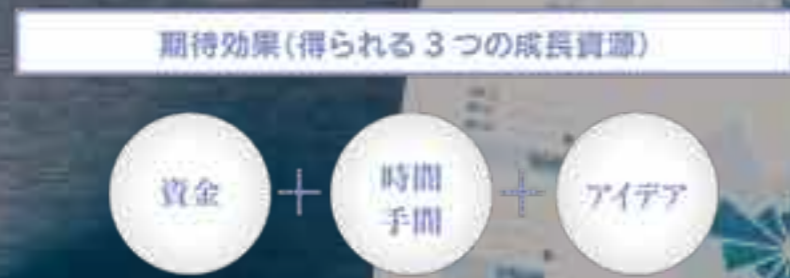 期待効果(得られる3つの成長資源)
資金
＋
時間
手間
＋
アイデア